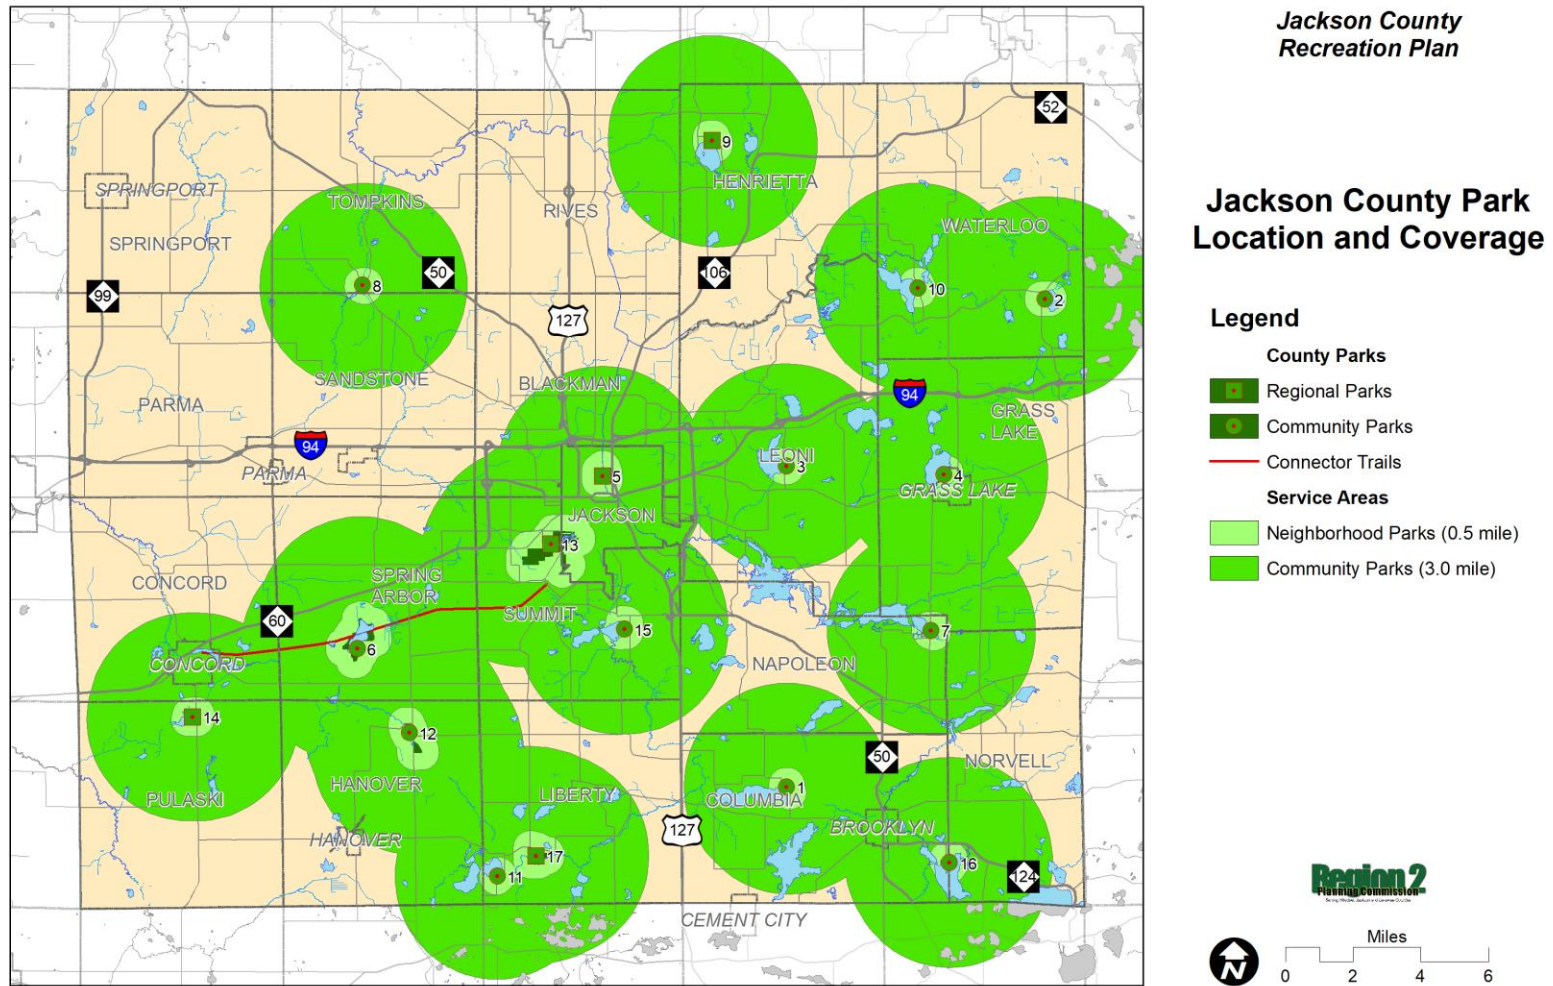 Jackson County
Recreation Plan
Jackson County Park
Location and Coverage
Legend
County Parks
Regional Parks
Community Parks
Connector Trails
Service Areas
Neighborhood Parks (0.5 mile)
Community Parks (3.0 mile)
Region 2
Planning Commission
N
Miles
0 2 4 6
52
9
HENRIETTA
SPRINGPORT
TOMPKINS
RIVES
WATERLOO
SPRINGPORT
50
106
8
10
2
99
127
SANDSTONE
BLACKMAN
94
PARMA
GRASS
LAKE
94
PARMA
LEONI
3
5
4
GRASS LAKE
JACKSON
13
CONCORD
SPRING
ARBOR
SUMMIT
60
15
7
6
CONCORD
NAPOLEON
14
12
50
NORVELL
HANOVER
PULASKI
LIBERTY
1
COLUMBIA
127
BROOKLYN
HANOVER
17
16
11
124
CEMENT CITY